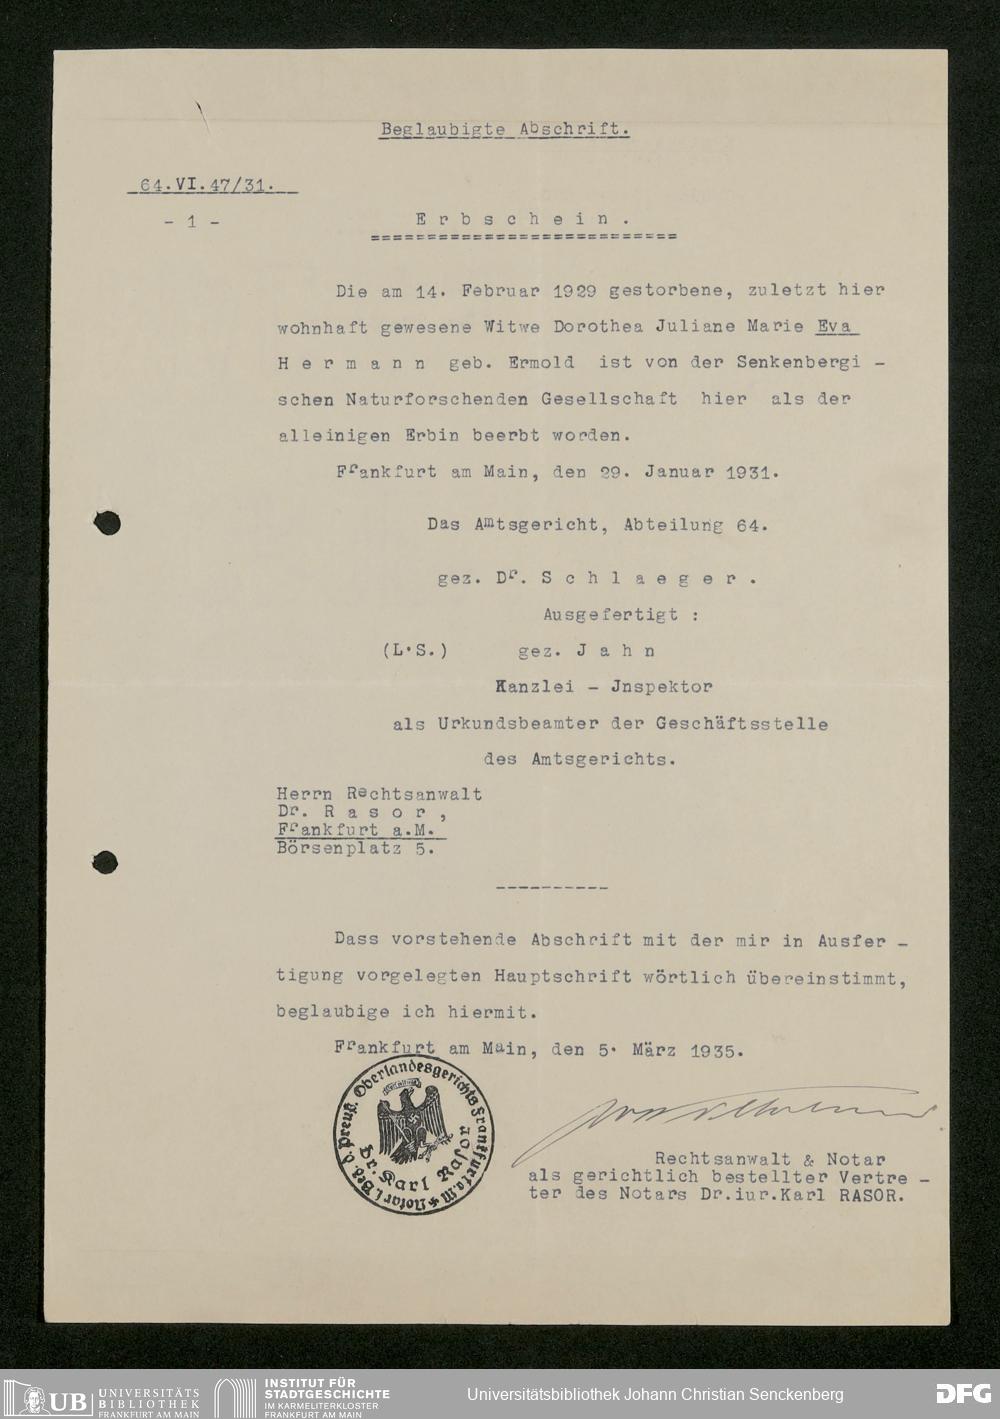 Beglaubigte Abschrift.
64.VI.47/31.
- 1 -
Erbschein.
Die am 14. Februar 1929 gestorbene, zuletzt hier
wohnhaft gewesene Witwe Dorothea Juliane Marie Eva
Hermann geb. Ermold ist von der Senkenbergi -
schen Naturforschenden Gesellschaft hier als der
alleinigen Erbin beerbt worden.
Frankfurt am Main, den 29. Januar 1931.
Das Amtsgericht, Abteilung 64.
gez. Dr. Schlaeger.
Ausgefertigt :
(L.S.) gez. Jahn
Kanzlei - Jnspektor
als Urkundsbeamter der Geschäftsstelle
des Amtsgerichts.
Herrn Rechtsanwalt
Dr. Rasor,
Frankfurt a.M.
Börsenplatz 5.
----------
Dass vorstehende Abschrift mit der mir in Ausfer -
tigung vorgelegten Hauptschrift wörtlich übereinstimmt,
beglaubige ich hiermit.
Frankfurt am Main, den 5. März 1935.
Notar i. Bez. d. Preuß. Oberlandesgerichts Frankfurt a.M.
Dr. Karl Rasor
Rechtsanwalt & Notar
als gerichtlich bestellter Vertre -
ter des Notars Dr.iur.Karl RASOR.
UB UNIVERSITÄTS
BIBLIOTHEK
FRANKFURT AM MAIN
INSTITUT FÜR
STADTGESCHICHTE
IM KARMELITERKLOSTER
FRANKFURT AM MAIN
Universitätsbibliothek Johann Christian Senckenberg
DFG